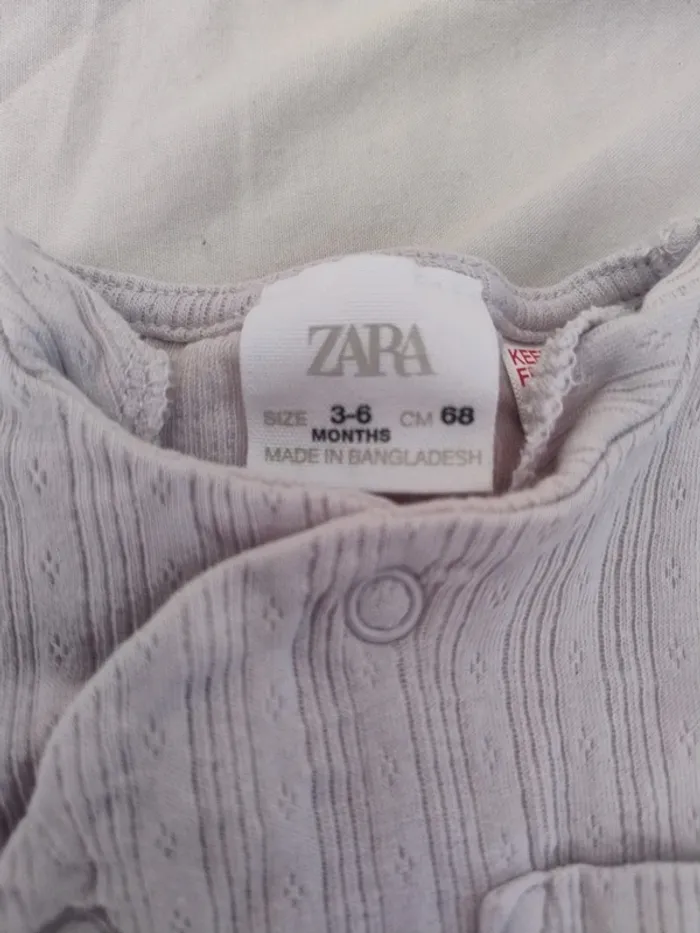 ZARA
SIZE 3-6 CM 68
MONTHS
MADE IN BANGLADESH